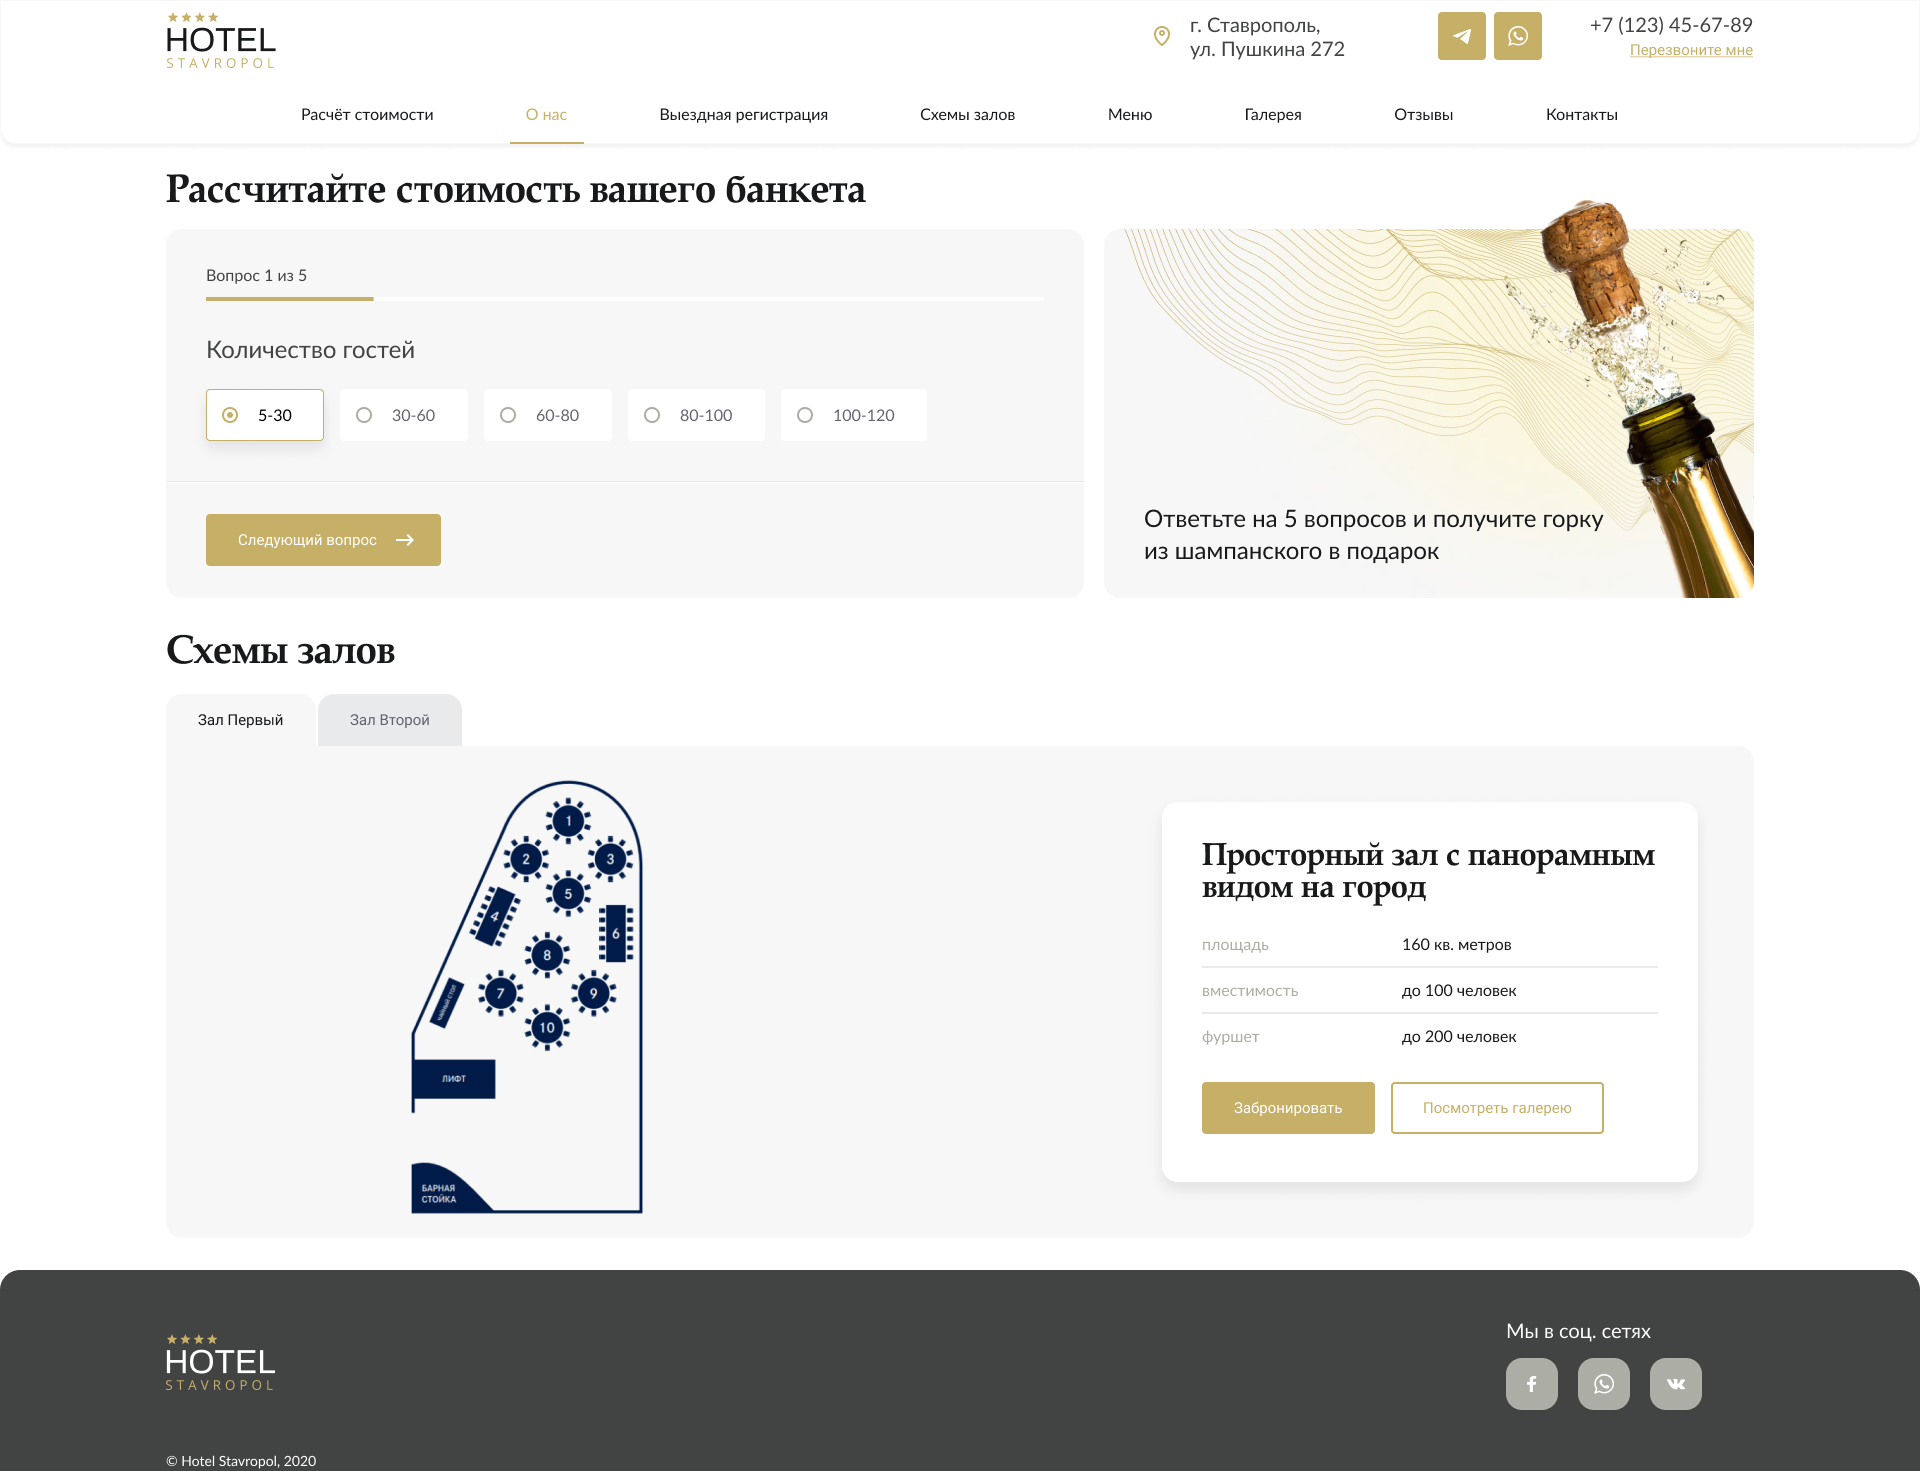 HOTEL
STAVROPOL
г. Ставрополь,
ул. Пушкина 272
+7 (123) 45-67-89
Перезвоните мне
Расчёт стоимости
О нас
Выездная регистрация
Схемы залов
Меню
Галерея
Отзывы
Контакты
Рассчитайте стоимость вашего банкета
Вопрос 1 из 5
Количество гостей
5-30
30-60
60-80
80-100
100-120
Следующий вопрос
Ответьте на 5 вопросов и получите горку
из шампанского в подарок
Схемы залов
Зал Первый
Зал Второй
1
2
3
5
4
6
8
7
9
чайный стол
10
ЛИФТ
БАРНАЯ
СТОЙКА
Просторный зал с панорамным
видом на город
площадь 160 кв. метров
вместимость до 100 человек
фуршет до 200 человек
Забронировать
Посмотреть галерею
HOTEL
STAVROPOL
Мы в соц. сетях
© Hotel Stavropol, 2020